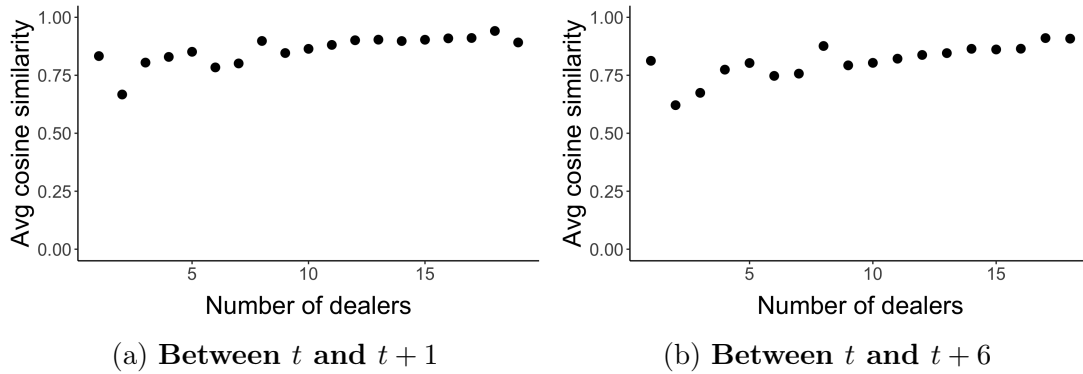 Avg cosine similarity
1.00
0.75
0.50
0.25
0.00
5
10
15
Number of dealers
(a) Between t and t + 1
Avg cosine similarity
1.00
0.75
0.50
0.25
0.00
5
10
15
Number of dealers
(b) Between t and t + 6